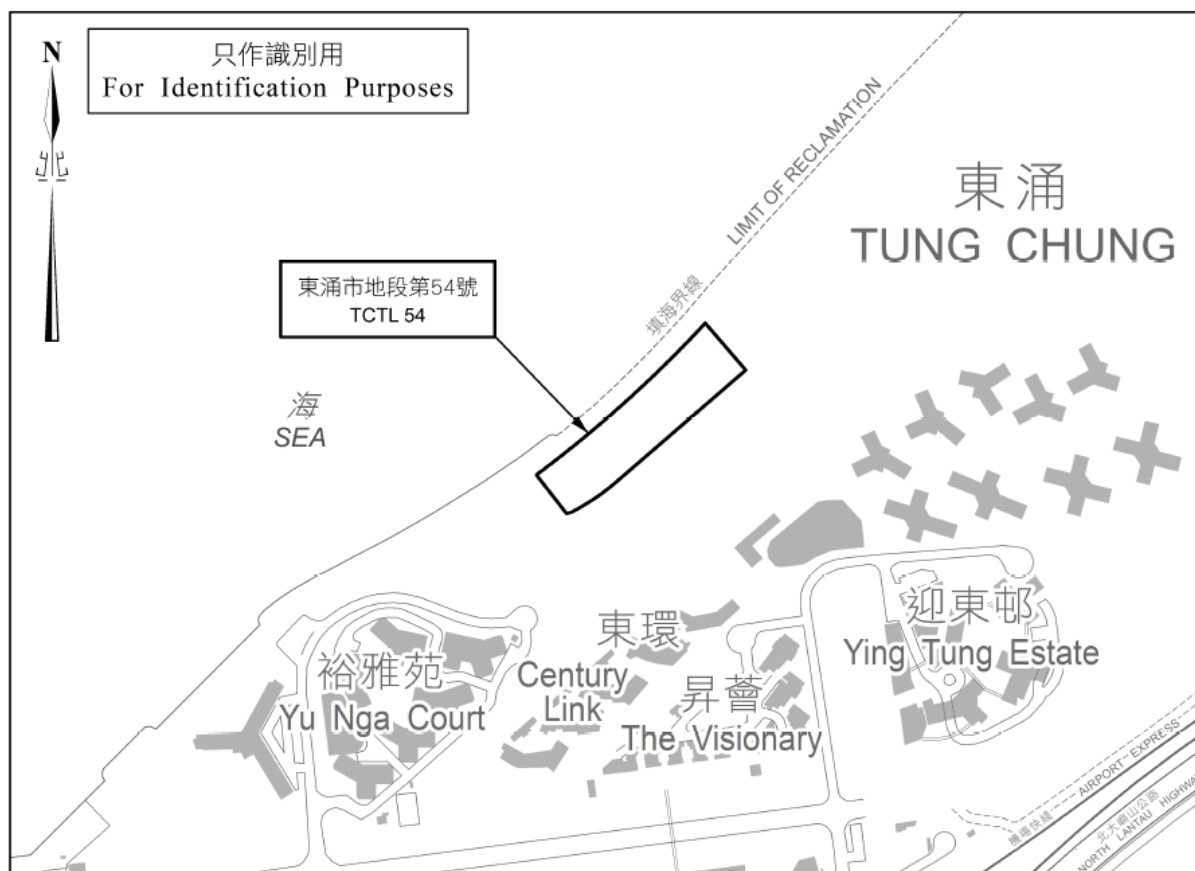 N
北
只作識別用
For Identification Purposes
東涌
TUNG CHUNG
LIMIT OF RECLAMATION
填海界線
東涌市地段第54號
TCTL 54
海
SEA
迎東邨
Ying Tung Estate
東環
Century
Link
裕雅苑
Yu Nga Court
昇薈
The Visionary
AIRPORT EXPRESS
機場快綫
北大嶼山公路
NORTH LANTAU HIGHWAY